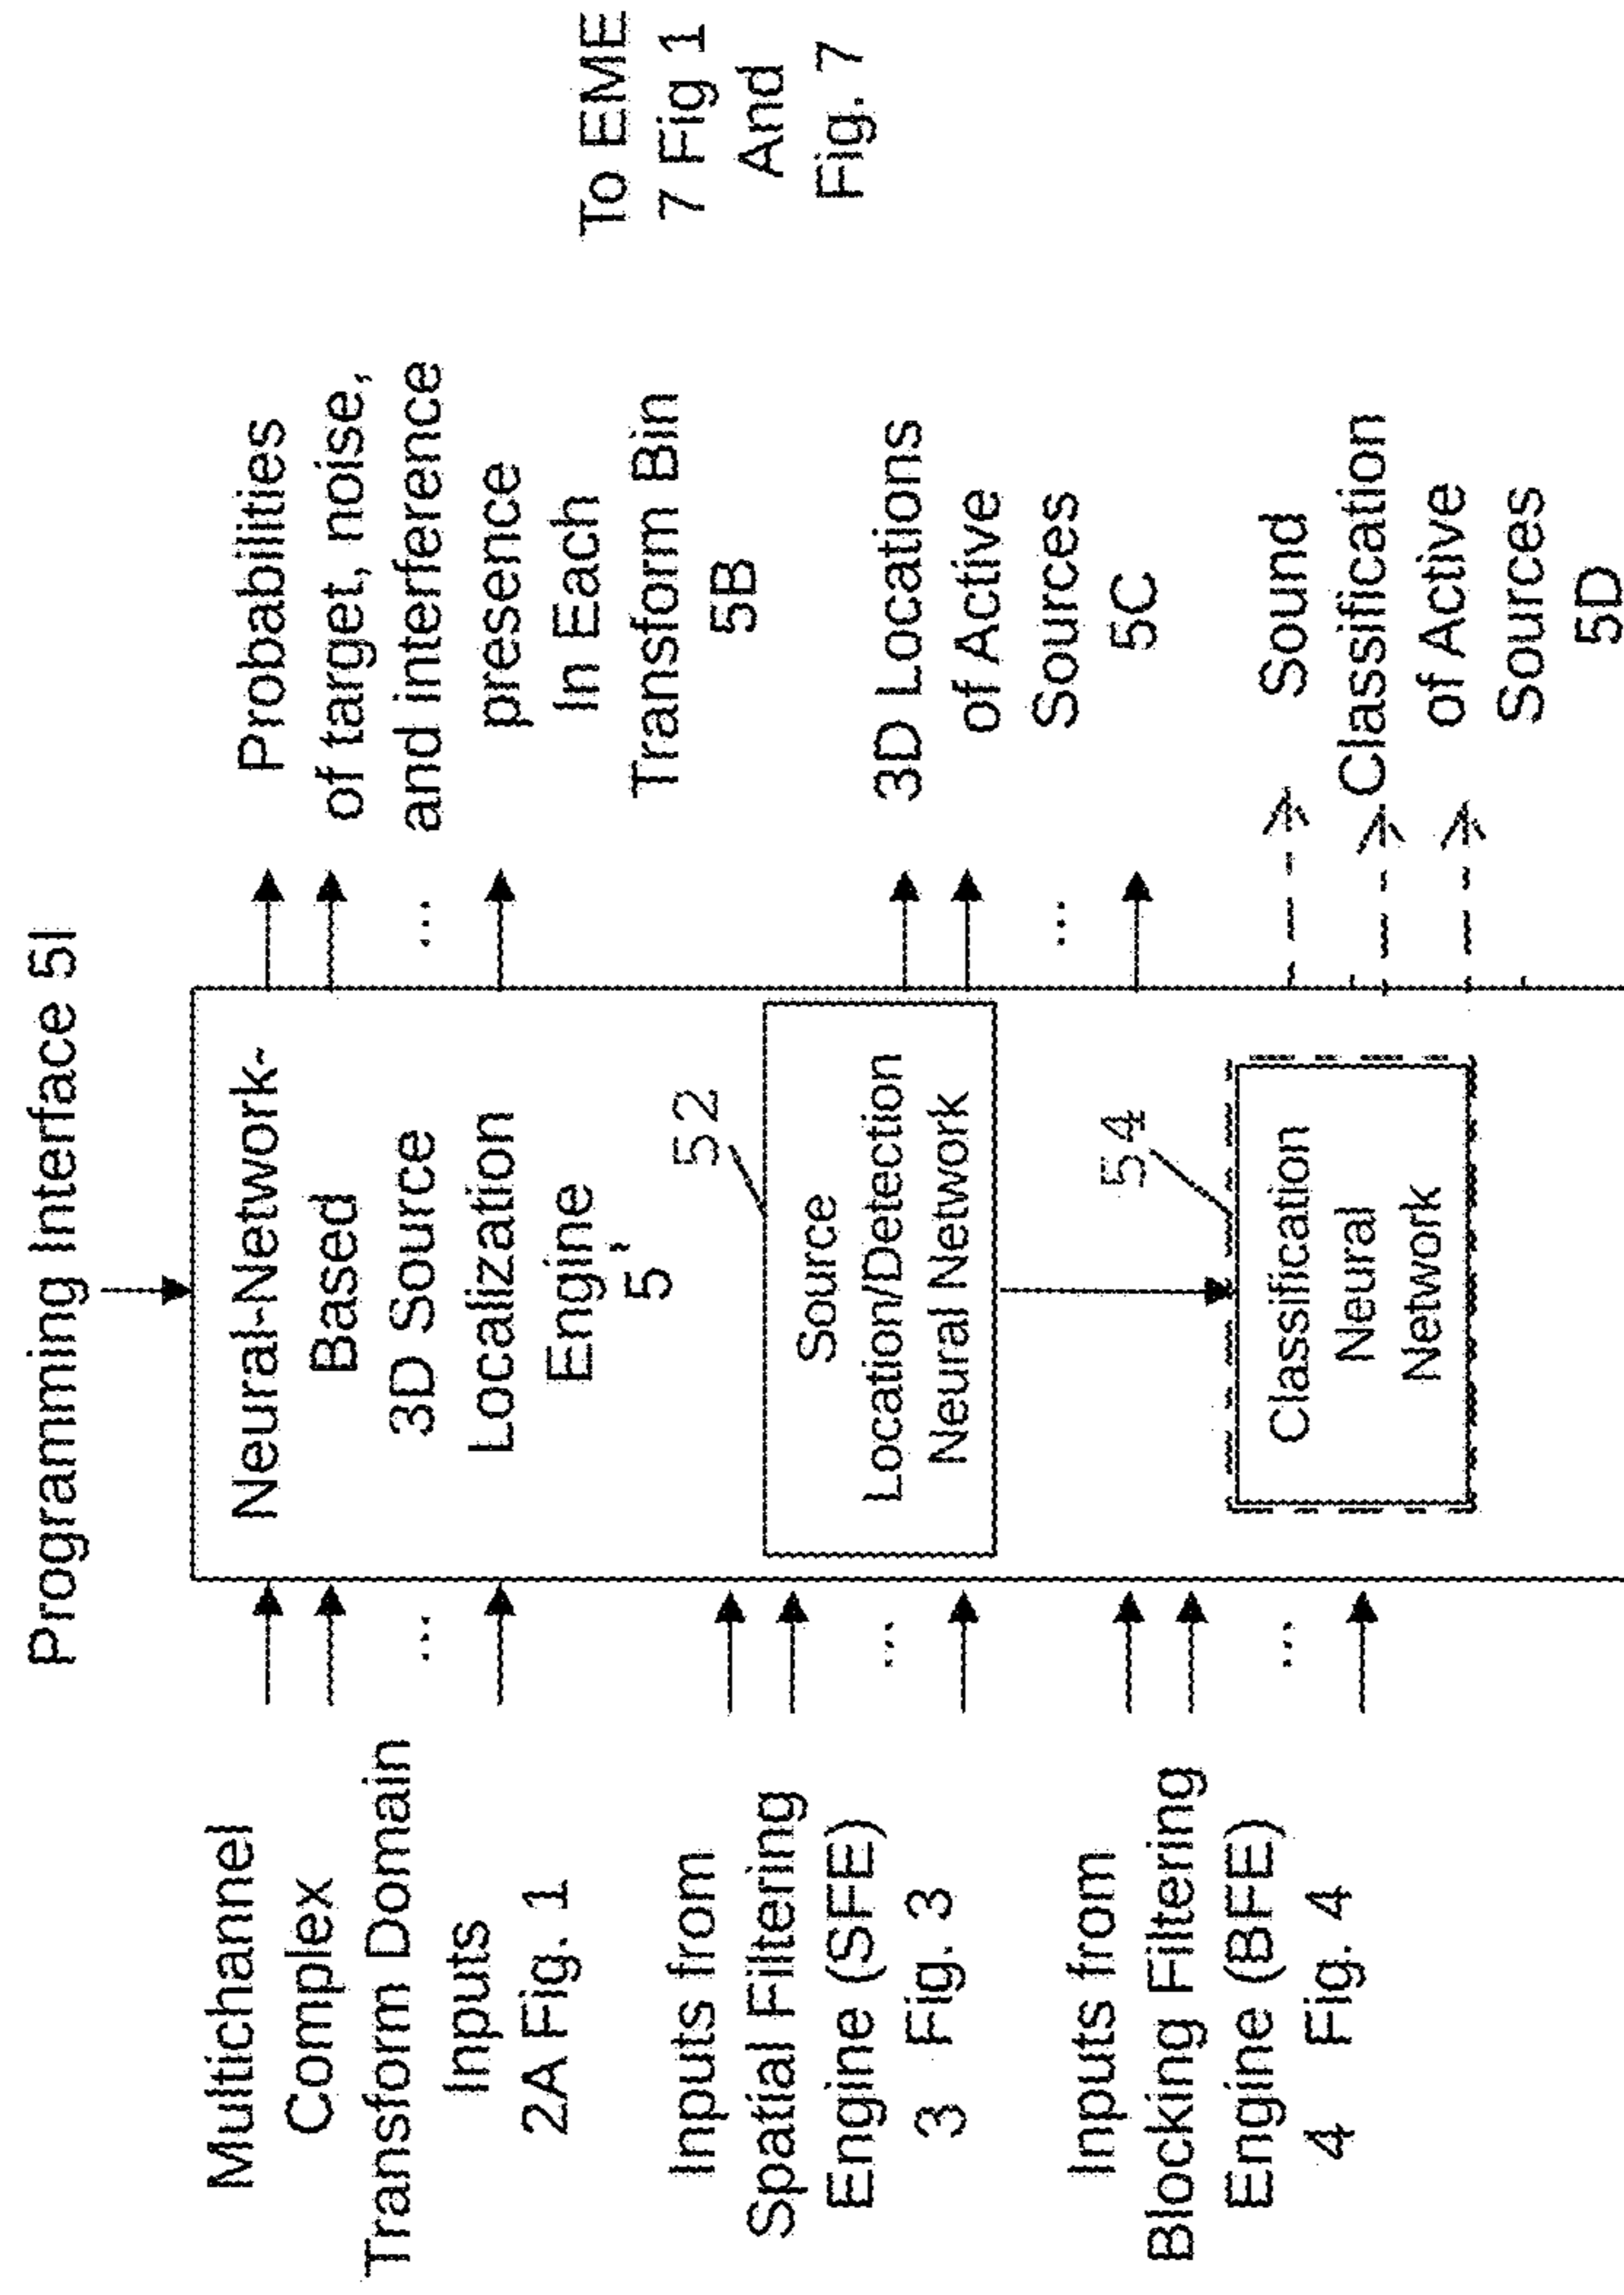 Programming Interface 5I
Multichannel
Complex
Transform Domain
Inputs
2A Fig. 1
Inputs from
Spatial Filtering
Engine (SFE)
3 Fig. 3
Inputs from
Blocking Filtering
Engine (BFE)
4 Fig. 4
Neural-Network-
Based
3D Source
Localization
Engine
5'
52
Source
Location/Detection
Neural Network
54
Classification
Neural
Network
Probabilities
of target, noise,
and interference
presence
In Each
Transform Bin
5B
3D Locations
of Active
Sources
5C
Sound
Classification
of Active
Sources
5D
To EME
7 Fig 1
And
Fig. 7
...
...
...
...
...